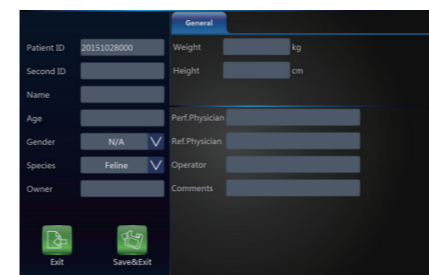 General
Patient ID 20151028000
Weight kg
Second ID
Height cm
Name
Age
Perf.Physician
Gender N/A
Ref.Physician
Species Feline
Operator
Owner
Comments
Exit Save&Exit